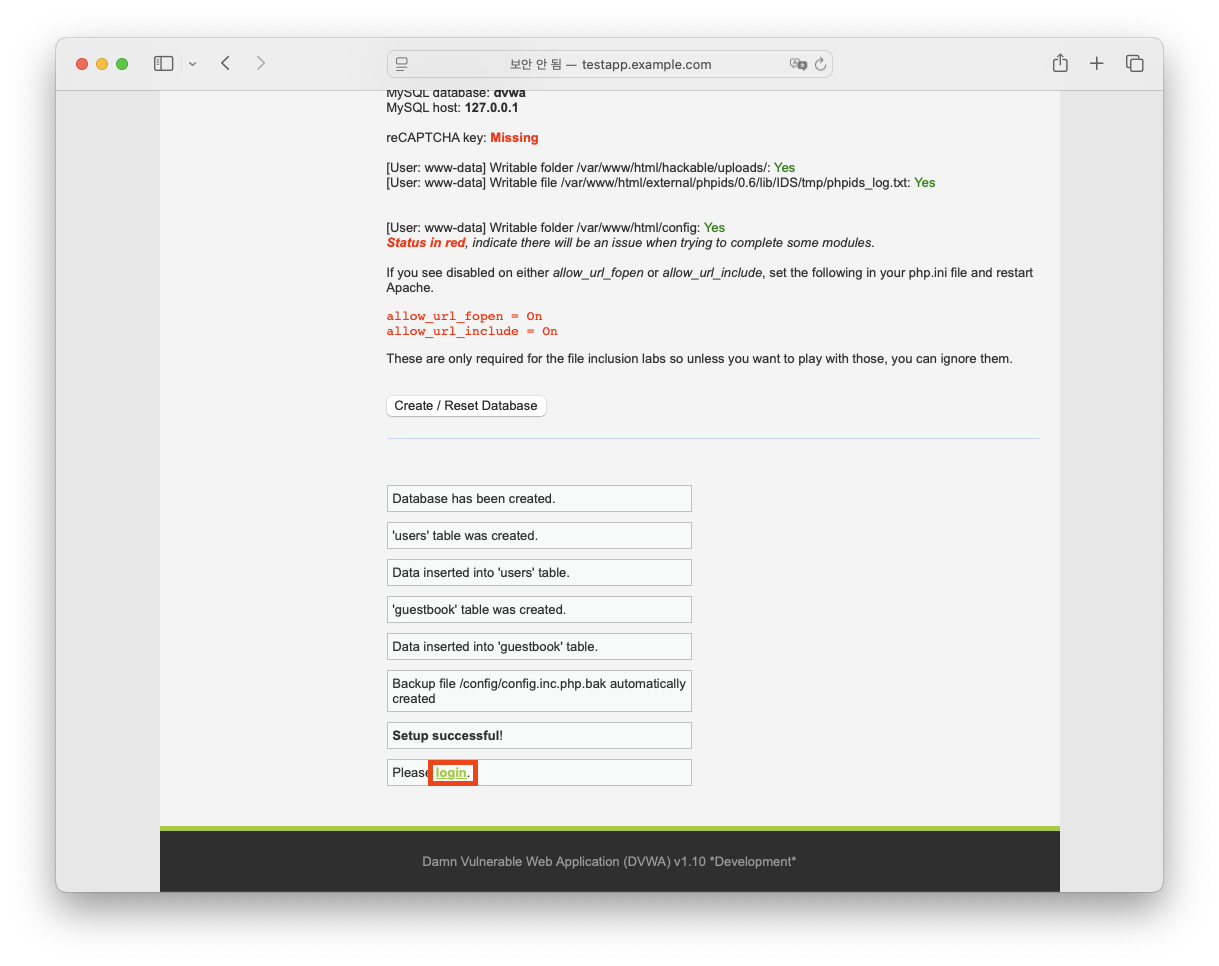 보안 안 됨 — testapp.example.com
MySQL database: dvwa
MySQL host: 127.0.0.1
reCAPTCHA key: Missing
[User: www-data] Writable folder /var/www/html/hackable/uploads/: Yes
[User: www-data] Writable file /var/www/html/external/phpids/0.6/lib/IDS/tmp/phpids_log.txt: Yes
[User: www-data] Writable folder /var/www/html/config: Yes
Status in red, indicate there will be an issue when trying to complete some modules.
If you see disabled on either allow_url_fopen or allow_url_include, set the following in your php.ini file and restart
Apache.
allow_url_fopen = On
allow_url_include = On
These are only required for the file inclusion labs so unless you want to play with those, you can ignore them.
Create / Reset Database
Database has been created.
'users' table was created.
Data inserted into 'users' table.
'guestbook' table was created.
Data inserted into 'guestbook' table.
Backup file /config/config.inc.php.bak automatically
created
Setup successful!
Please login.
Damn Vulnerable Web Application (DVWA) v1.10 *Development*